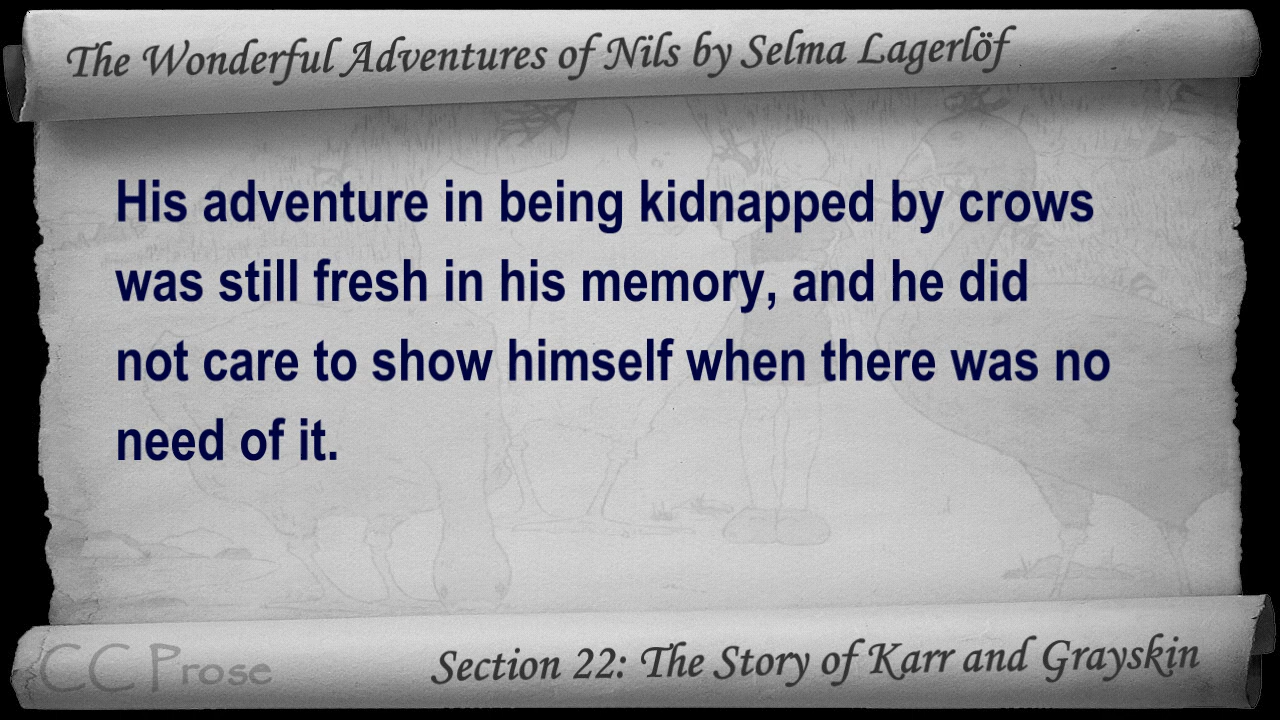 The Wonderful Adventures of Nils by Selma Lagerlöf
His adventure in being kidnapped by crows
was still fresh in his memory, and he did
not care to show himself when there was no
need of it.
CC Prose
Section 22: The Story of Karr and Grayskin